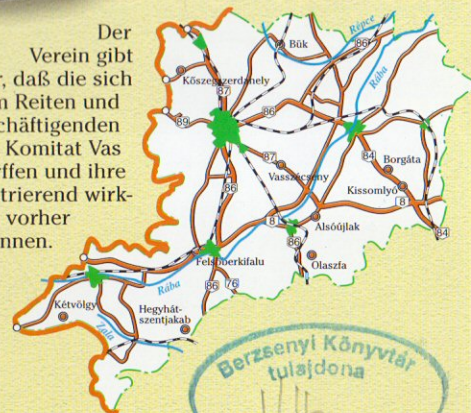 Der
Verein gibt
, daß die sich
Reiten und
chäftigenden
Komitat Vas
ffen und ihre
trierend wirk-
vorher
nnen.
Répce
86
Bük
Rába
Kőszegszerdahely
87
86
89
87
84
Borgáta
Vasszécseny
Kissomlyó
86
8
8
Alsóújlak
84
86
Olaszfa
Felsőberkifalu
Rába
86
76
Kétvölgy
Hegyhát-
szentjakab
Zala
Berzsenyi Könyvtár
tulajdona